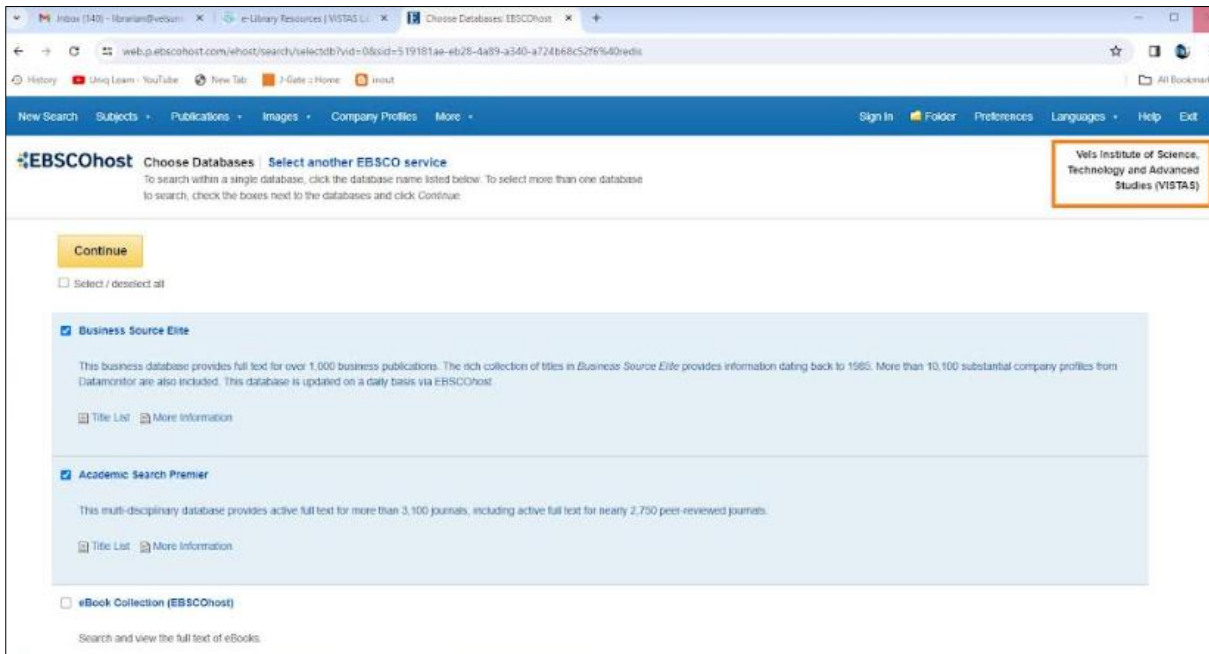 Inbox (140) - librarian@velsuni
e-Library Resources | VISTAS Li
Choose Databases: EBSCOhost
web.p.ebscohost.com/ehost/search/selectdb?vid=0&sid=519181ae-eb28-4a89-a340-a724b68c52f6%40redis
History
Uniq Learn - YouTube
New Tab
J-Gate :: Home
inout
All Bookmar
New Search Subjects Publications Images Company Profiles More
Sign In Folder Preferences Languages Help Exit
EBSCOhost
Choose Databases Select another EBSCO service
To search within a single database, click the database name listed below. To select more than one database
to search, check the boxes next to the databases and click Continue.
Vels Institute of Science,
Technology and Advanced
Studies (VISTAS)
Continue
Select / deselect all
Business Source Elite
This business database provides full text for over 1,000 business publications. The rich collection of titles in Business Source Elite provides information dating back to 1985. More than 10,100 substantial company profiles from
Datamonitor are also included. This database is updated on a daily basis via EBSCOhost
Title List More Information
Academic Search Premier
This multi-disciplinary database provides active full text for more than 3,100 journals, including active full text for nearly 2,750 peer-reviewed journals.
Title List More Information
eBook Collection (EBSCOhost)
Search and view the full text of eBooks.